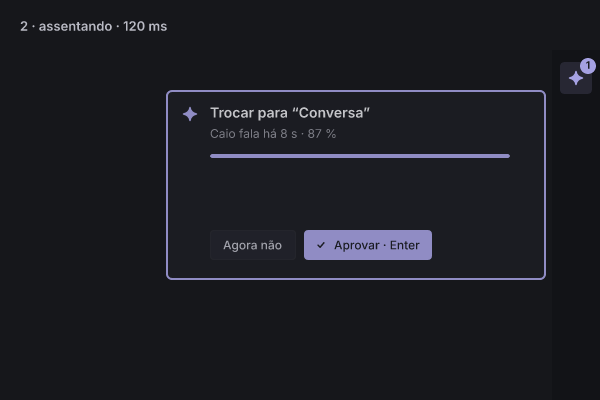 2 · assentando · 120 ms
1
Trocar para “Conversa”
Caio fala há 8 s · 87 %
Agora não
Aprovar · Enter